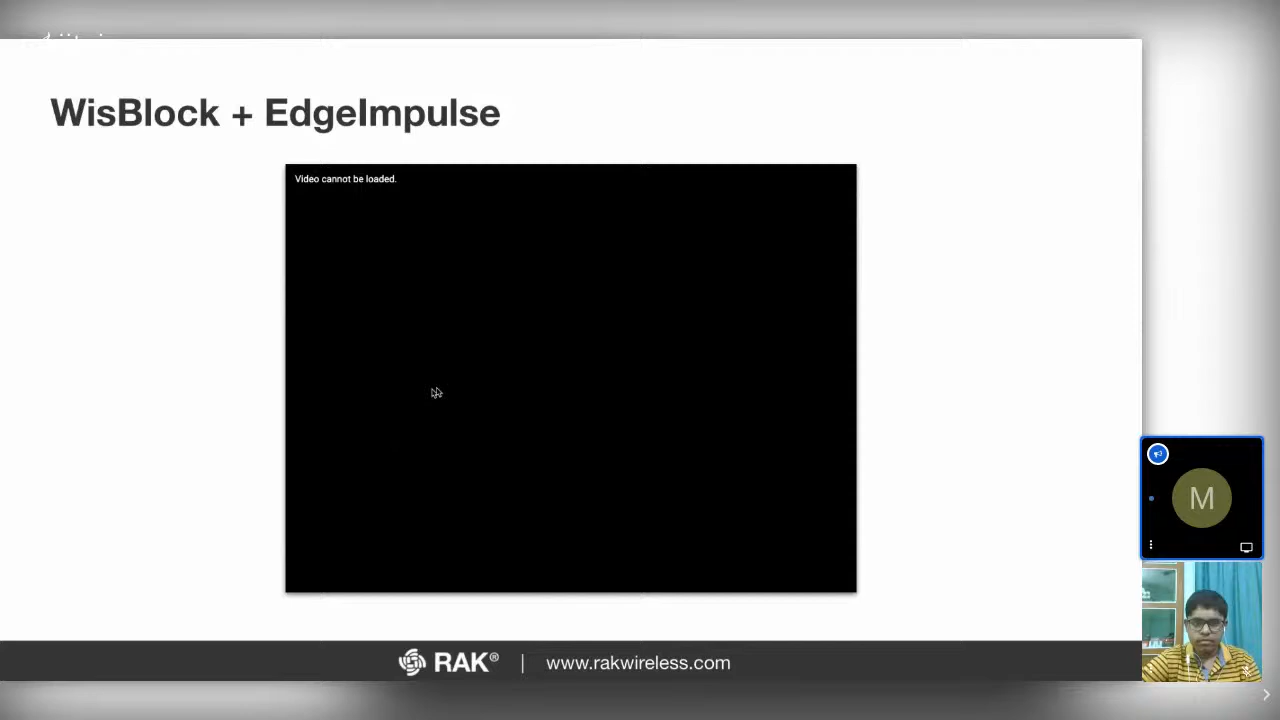 WisBlock + EdgeImpulse
Video cannot be loaded.
M
RAK® | www.rakwireless.com